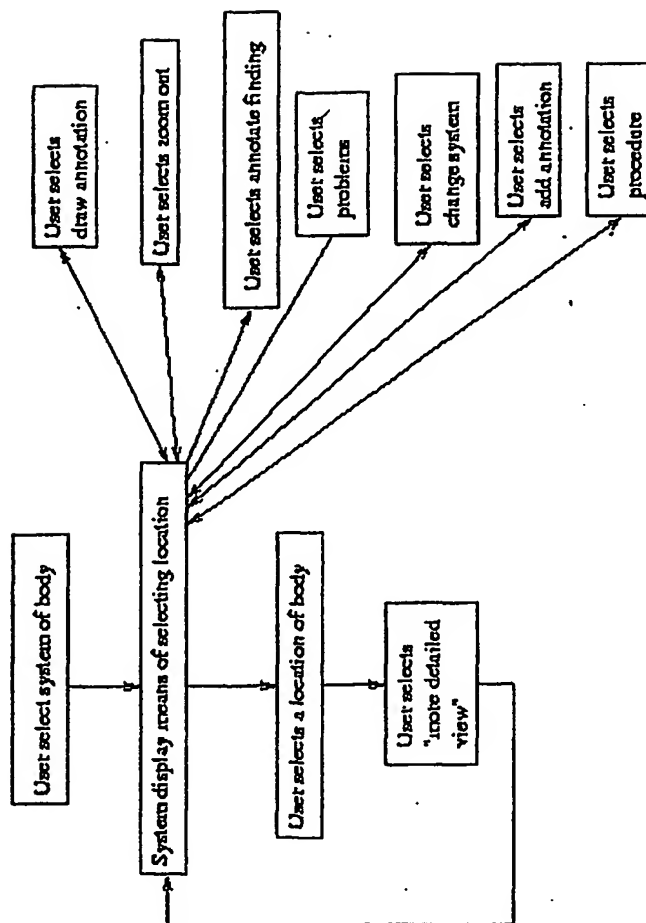 User select system of body
System display means of selecting location
User selects a location of body
User selects
"more detailed
view"
User selects
draw annotation
User selects zoom out
User selects annotate finding
User selects
problems
User selects
change system
User selects
add annotation
User selects
procedure